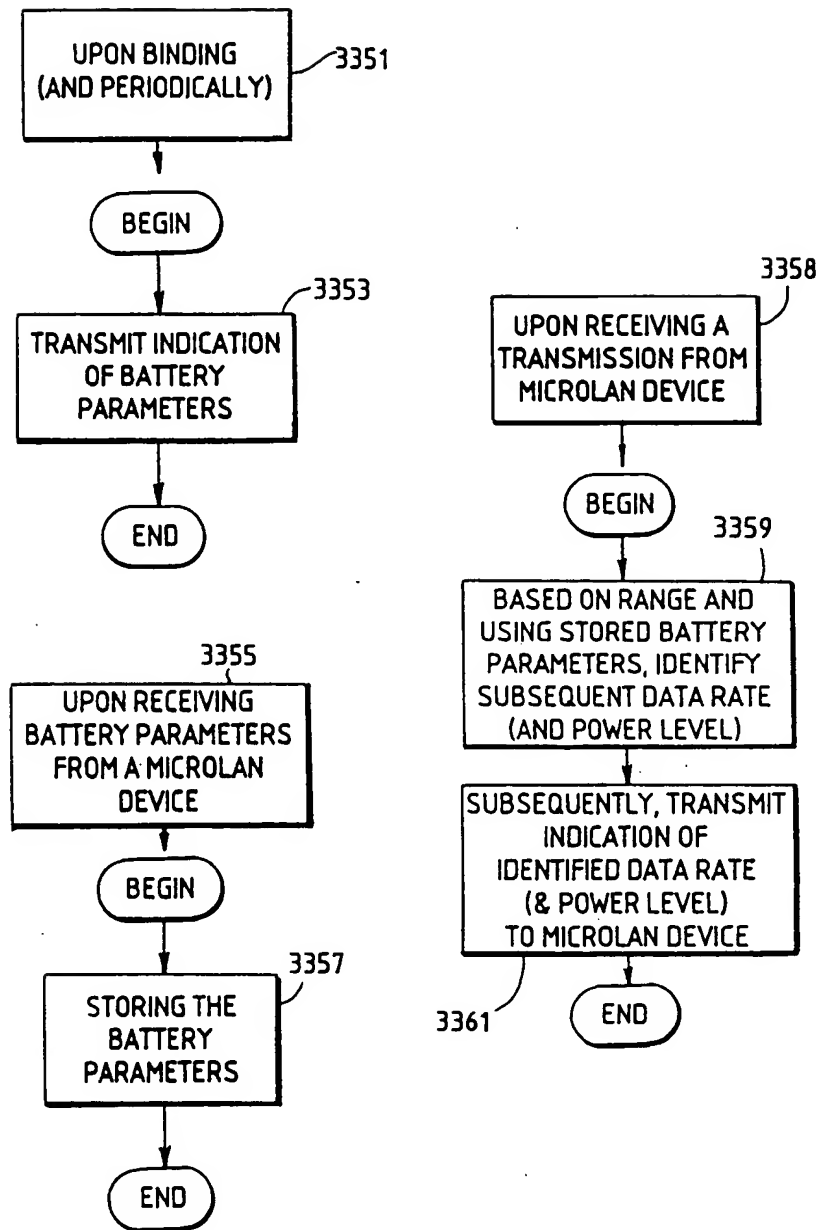 UPON BINDING
(AND PERIODICALLY)
3351
BEGIN
3353
TRANSMIT INDICATION
OF BATTERY
PARAMETERS
END
3355
UPON RECEIVING
BATTERY PARAMETERS
FROM A MICROLAN
DEVICE
BEGIN
3357
STORING THE
BATTERY
PARAMETERS
END
3358
UPON RECEIVING A
TRANSMISSION FROM
MICROLAN DEVICE
BEGIN
3359
BASED ON RANGE AND
USING STORED BATTERY
PARAMETERS, IDENTIFY
SUBSEQUENT DATA RATE
(AND POWER LEVEL)
SUBSEQUENTLY, TRANSMIT
INDICATION OF
IDENTIFIED DATA RATE
(& POWER LEVEL)
TO MICROLAN DEVICE
3361
END